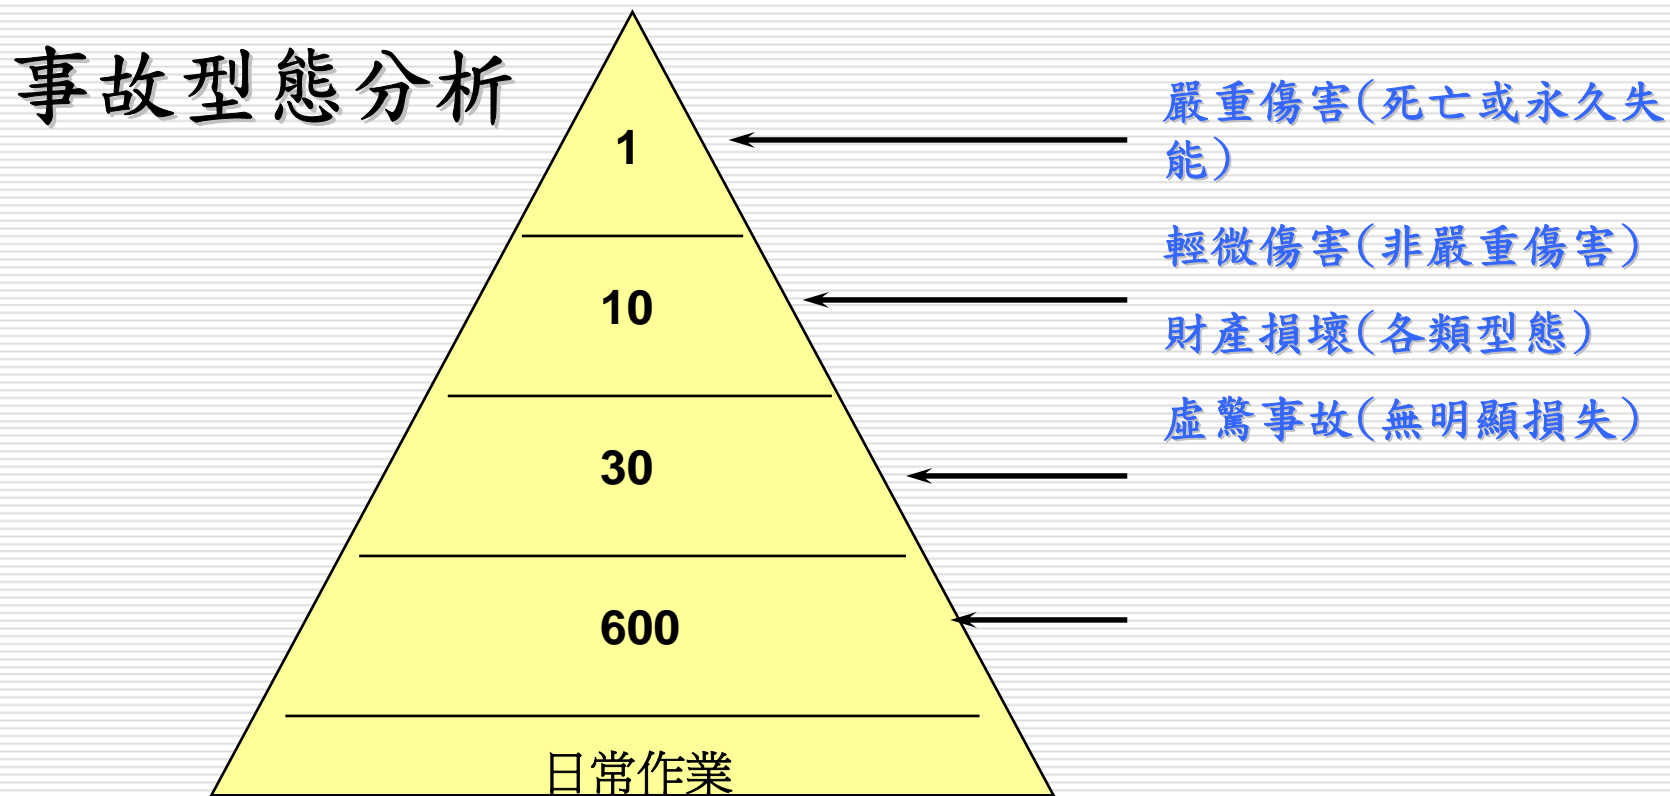 事故型態分析
1
嚴重傷害(死亡或永久失
能)
10
輕微傷害(非嚴重傷害)
30
財產損壞(各類型態)
600
虛驚事故(無明顯損失)
日常作業